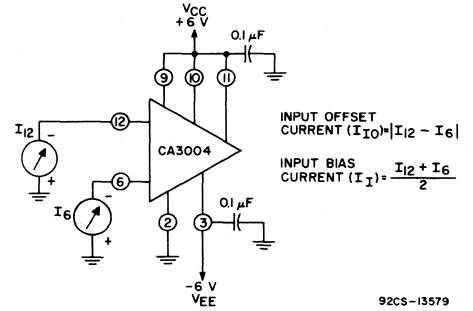 VCC
+6 V
0.1 µF
9
10
11
I12
-
+
12
CA3004
INPUT OFFSET
CURRENT (IIO)=|I12 - I6|
INPUT BIAS
CURRENT (II)= I12 + I6
2
6
I6
-
+
2
3
0.1 µF
-6 V
VEE
92CS-13579